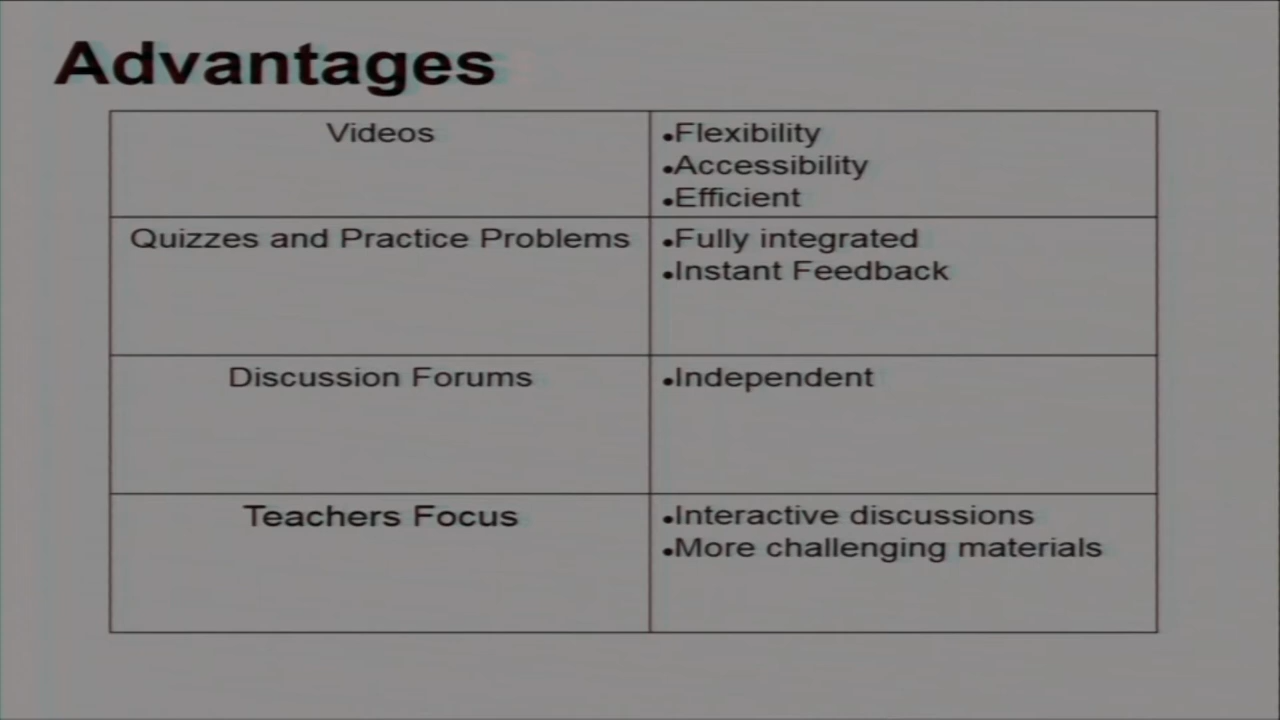 Advantages
Videos
•Flexibility
•Accessibility
•Efficient
Quizzes and Practice Problems
•Fully integrated
•Instant Feedback
Discussion Forums
•Independent
Teachers Focus
•Interactive discussions
•More challenging materials